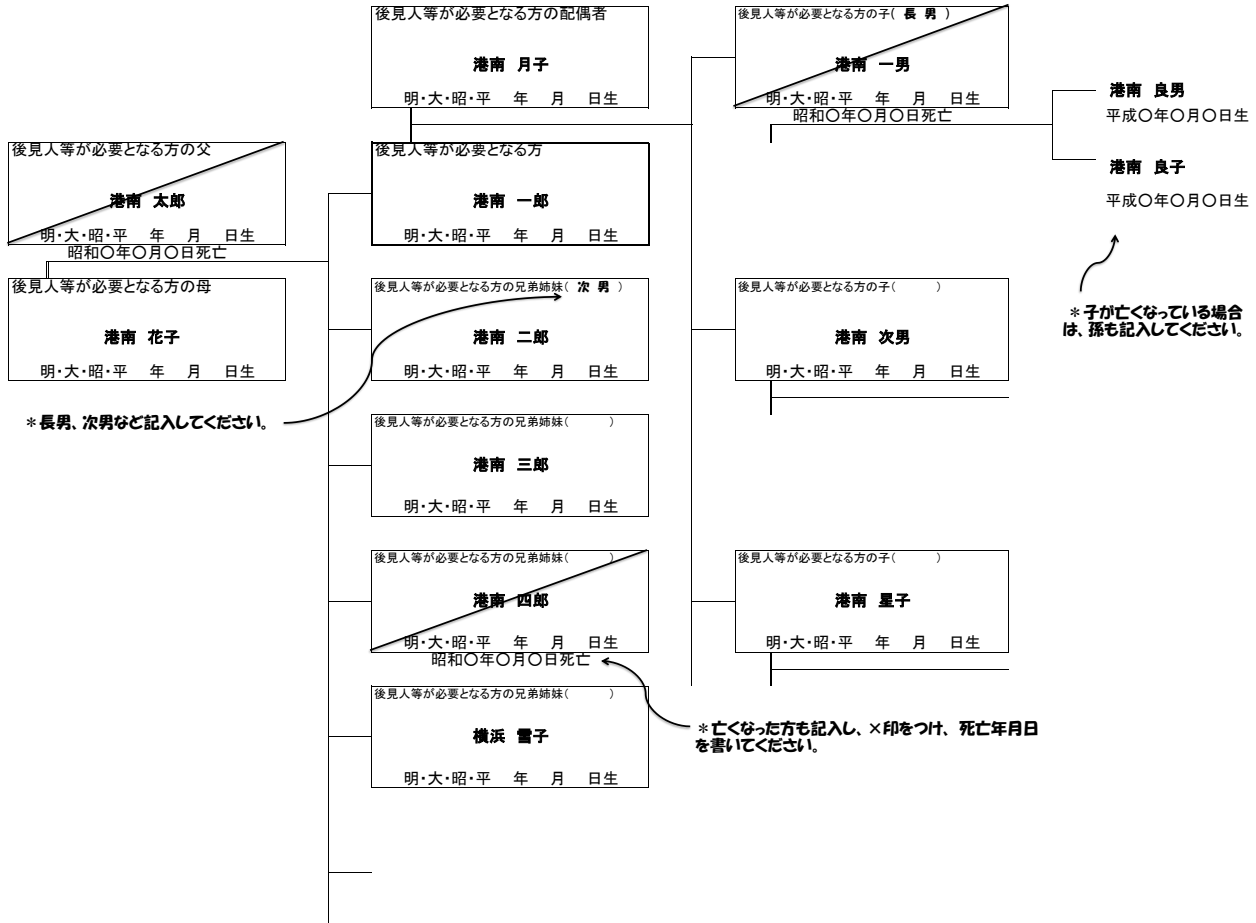 後見人等が必要となる方の配偶者
港南 月子
明・大・昭・平 年 月 日生
後見人等が必要となる方の子( 長 男 )
港南 一男
明・大・昭・平 年 月 日生
昭和○年○月○日死亡
港南 良男
平成○年○月○日生
港南 良子
平成○年○月○日生
*子が亡くなっている場合
は、孫も記入してください。
後見人等が必要となる方の父
港南 太郎
明・大・昭・平 年 月 日生
昭和○年○月○日死亡
後見人等が必要となる方
港南 一郎
明・大・昭・平 年 月 日生
後見人等が必要となる方の母
港南 花子
明・大・昭・平 年 月 日生
*長男、次男など記入してください。
後見人等が必要となる方の兄弟姉妹( 次 男 )
港南 二郎
明・大・昭・平 年 月 日生
後見人等が必要となる方の子( )
港南 次男
明・大・昭・平 年 月 日生
後見人等が必要となる方の兄弟姉妹( )
港南 三郎
明・大・昭・平 年 月 日生
後見人等が必要となる方の兄弟姉妹( )
港南 四郎
明・大・昭・平 年 月 日生
昭和○年○月○日死亡
後見人等が必要となる方の子( )
港南 星子
明・大・昭・平 年 月 日生
後見人等が必要となる方の兄弟姉妹( )
横浜 雪子
明・大・昭・平 年 月 日生
*亡くなった方も記入し、×印をつけ、死亡年月日
を書いてください。